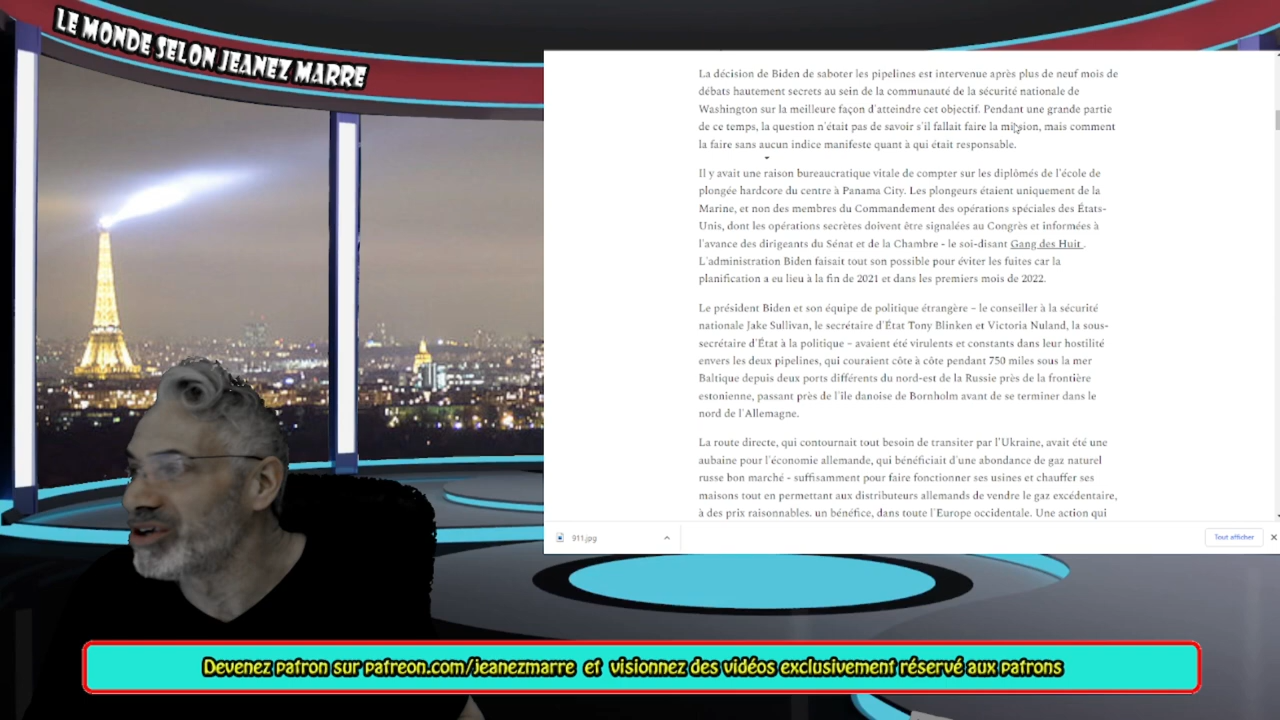 LE MONDE SELON JEANEZ MARRE
La décision de Biden de saboter les pipelines est intervenue après plus de neuf mois de
débats hautement secrets au sein de la communauté de la sécurité nationale de
Washington sur la meilleure façon d'atteindre cet objectif. Pendant une grande partie
de ce temps, la question n'était pas de savoir s'il fallait faire la mission, mais comment
la faire sans aucun indice manifeste quant à qui était responsable.
Il y avait une raison bureaucratique vitale de compter sur les diplômés de l'école de
plongée hardcore du centre à Panama City. Les plongeurs étaient uniquement de la
Marine, et non des membres du Commandement des opérations spéciales des États-
Unis, dont les opérations secrètes doivent être signalées au Congrès et informées à
l'avance des dirigeants du Sénat et de la Chambre - le soi-disant Gang des Huit .
L'administration Biden faisait tout son possible pour éviter les fuites car la
planification a eu lieu à la fin de 2021 et dans les premiers mois de 2022.
Le président Biden et son équipe de politique étrangère – le conseiller à la sécurité
nationale Jake Sullivan, le secrétaire d'État Tony Blinken et Victoria Nuland, la sous-
secrétaire d'État à la politique – avaient été virulents et constants dans leur hostilité
envers les deux pipelines, qui couraient côte à côte pendant 750 miles sous la mer
Baltique depuis deux ports différents du nord-est de la Russie près de la frontière
estonienne, passant près de l'île danoise de Bornholm avant de se terminer dans le
nord de l'Allemagne.
La route directe, qui contournait tout besoin de transiter par l'Ukraine, avait été une
aubaine pour l'économie allemande, qui bénéficiait d'une abondance de gaz naturel
russe bon marché - suffisamment pour faire fonctionner ses usines et chauffer ses
maisons tout en permettant aux distributeurs allemands de vendre le gaz excédentaire,
à des prix raisonnables. un bénéfice, dans toute l'Europe occidentale. Une action qui
911.jpg
Tout afficher
Devenez patron sur patreon.com/jeanezmarre et visionnez des vidéos exclusivement réservé aux patrons